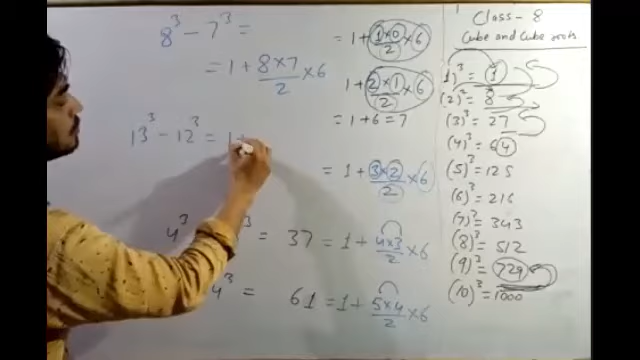 8³ - 7³ =
= 1 + 8×7/2 × 6
13³ - 12³ = 1 +
4³
³ = 37 = 1 + 4×3/2 × 6
4³ = 61 = 1 + 5×4/2 × 6
= 1 + 1×0/2 × 6
1 + 2×1/2 × 6
= 1 + 6 = 7
= 1 + 3×2/2 × 6
Class - 8
Cube and Cube roots
1)³ = 1
(2)³ = 8
(3)³ = 27
(4)³ = 64
(5)³ = 125
(6)³ = 216
(7)³ = 343
(8)³ = 512
(9)³ = 729
(10)³ = 1000